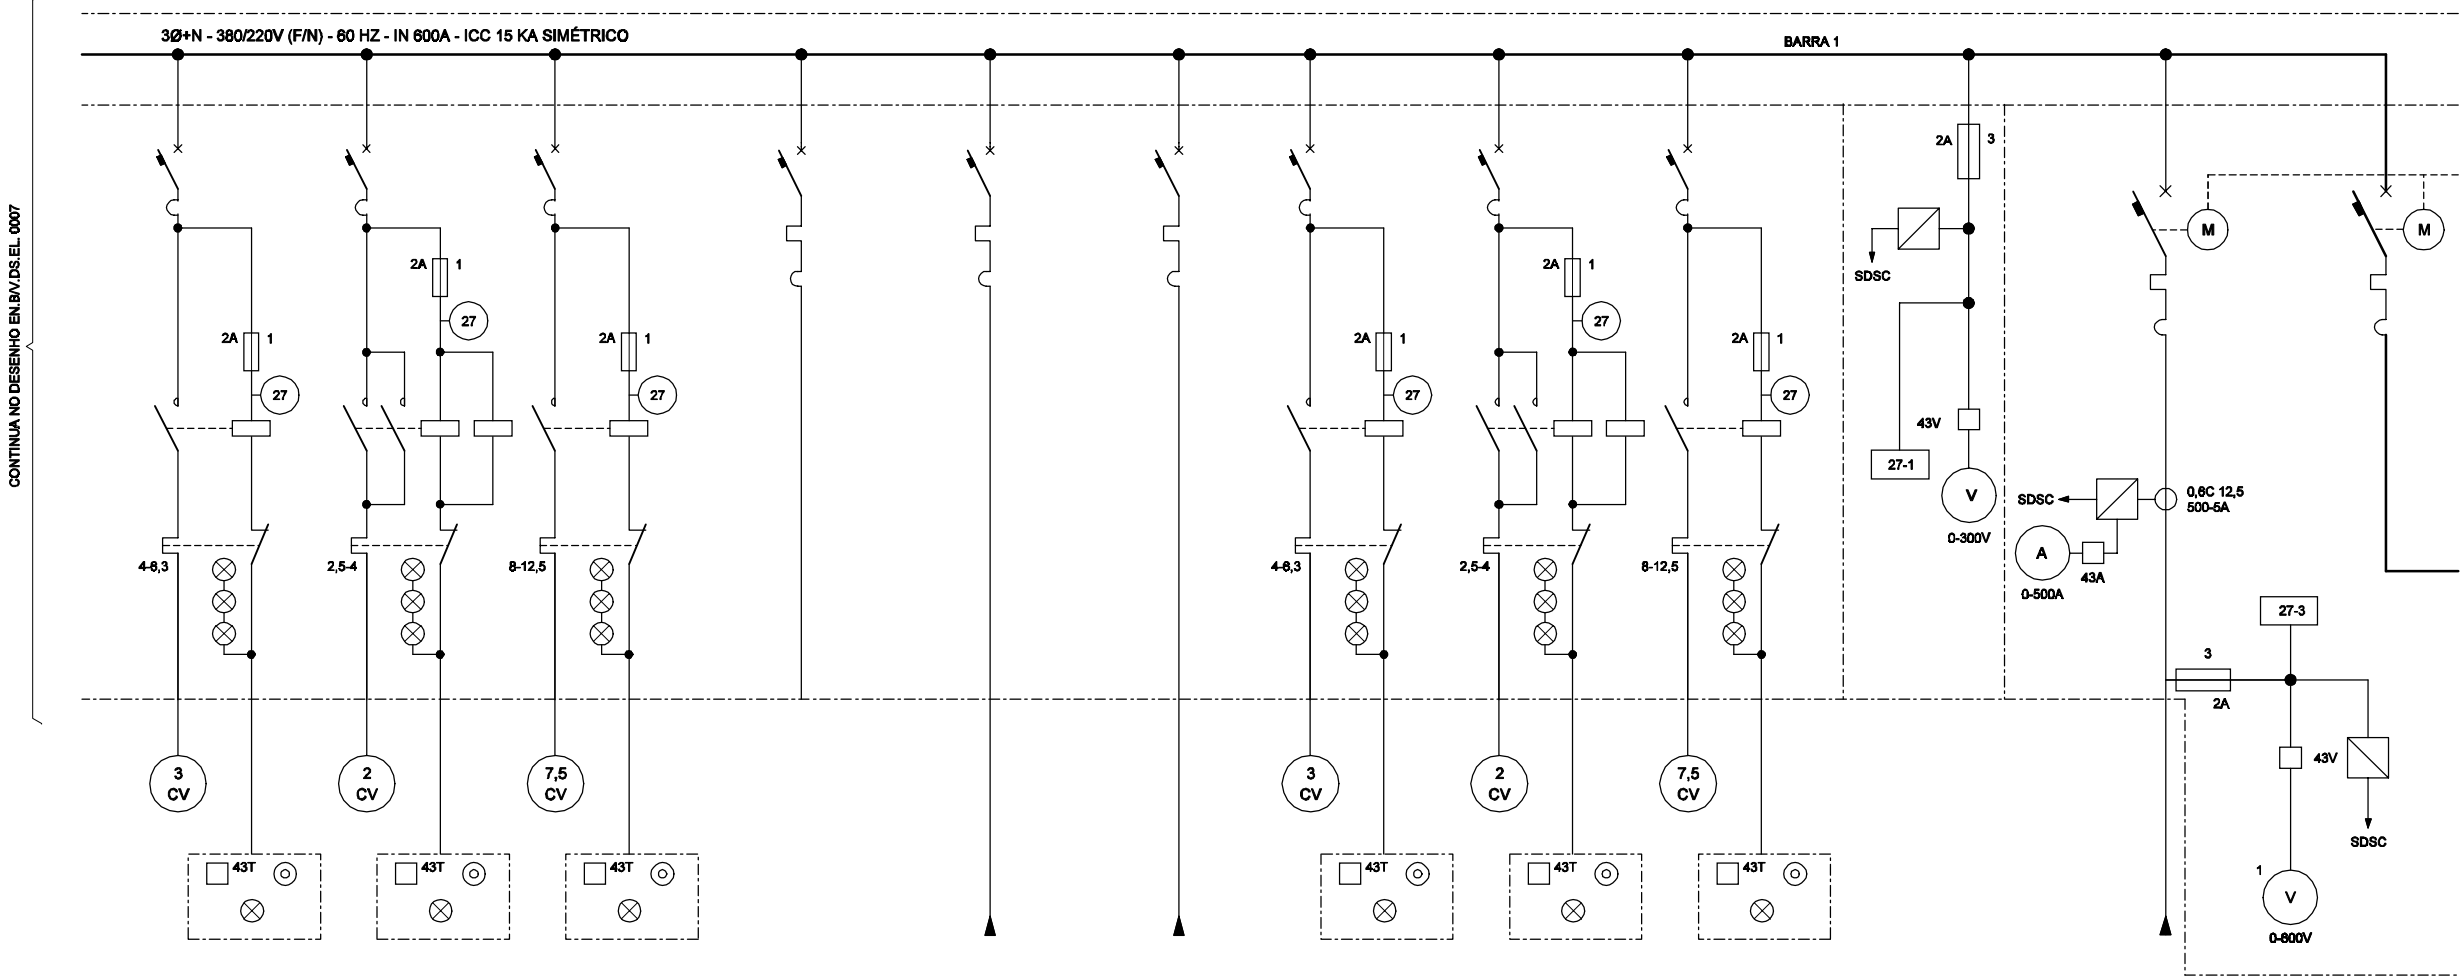 3Ø+N - 380/220V (F/N) - 60 HZ - IN 600A - ICC 15 KA SIMÉTRICO
BARRA 1
CONTINUA NO DESENHO EN.B/V.DS.EL. 0007
2A 3
M
M
SDSC
2A 1
27
2A 1
27
2A 1
27
2A 1
27
2A 1
27
2A 1
27
2A 1
27
43V
27-1
V
0-300V
SDSC
0,6C 12,5
500-5A
A
43A
0-500A
4-6,3
2,5-4
8-12,5
4-6,3
2,5-4
8-12,5
27-3
3
2A
43V
SDSC
3
CV
2
CV
7,5
CV
3
CV
2
CV
7,5
CV
43T
43T
43T
43T
43T
43T
1
V
0-600V